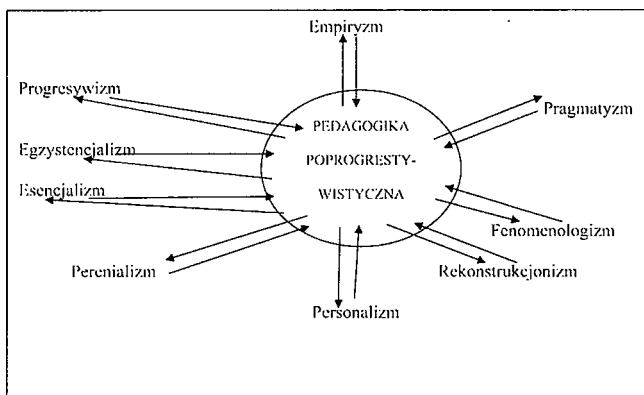 Empiryzm
Progresywizm
Pragmatyzm
PEDAGOGIKA
POPROGRESTY-
WISTYCZNA
Egzystencjalizm
Esencjalizm
Fenomenologizm
Perenializm
Rekonstrukcjonizm
Personalizm